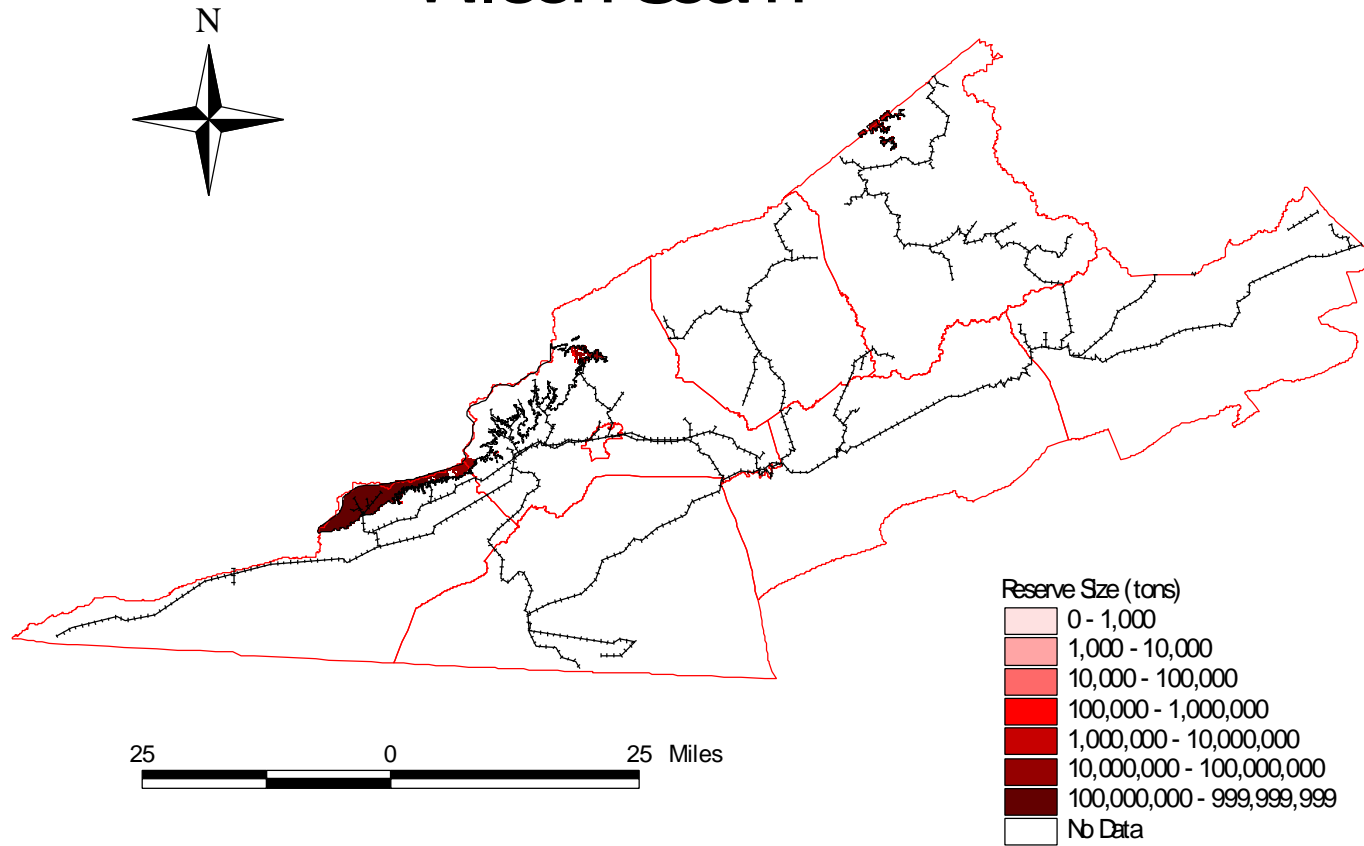 N
25 0 25 Miles
Reserve Size (tons)
0 - 1,000
1,000 - 10,000
10,000 - 100,000
100,000 - 1,000,000
1,000,000 - 10,000,000
10,000,000 - 100,000,000
100,000,000 - 999,999,999
No Data